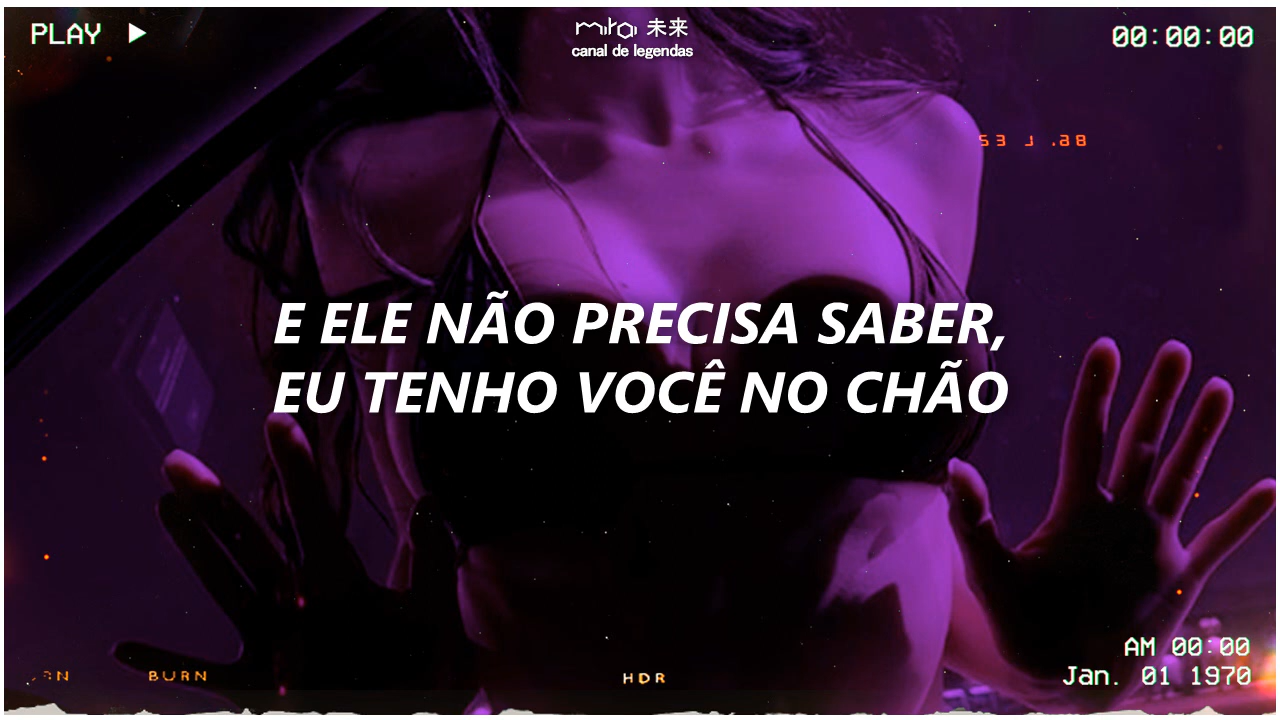 PLAY
mirai 未来
canal de legendas
00:00:00
E ELE NÃO PRECISA SABER,
EU TENHO VOCÊ NO CHÃO
BURN
HDR
AM 00:00
Jan. 01 1970